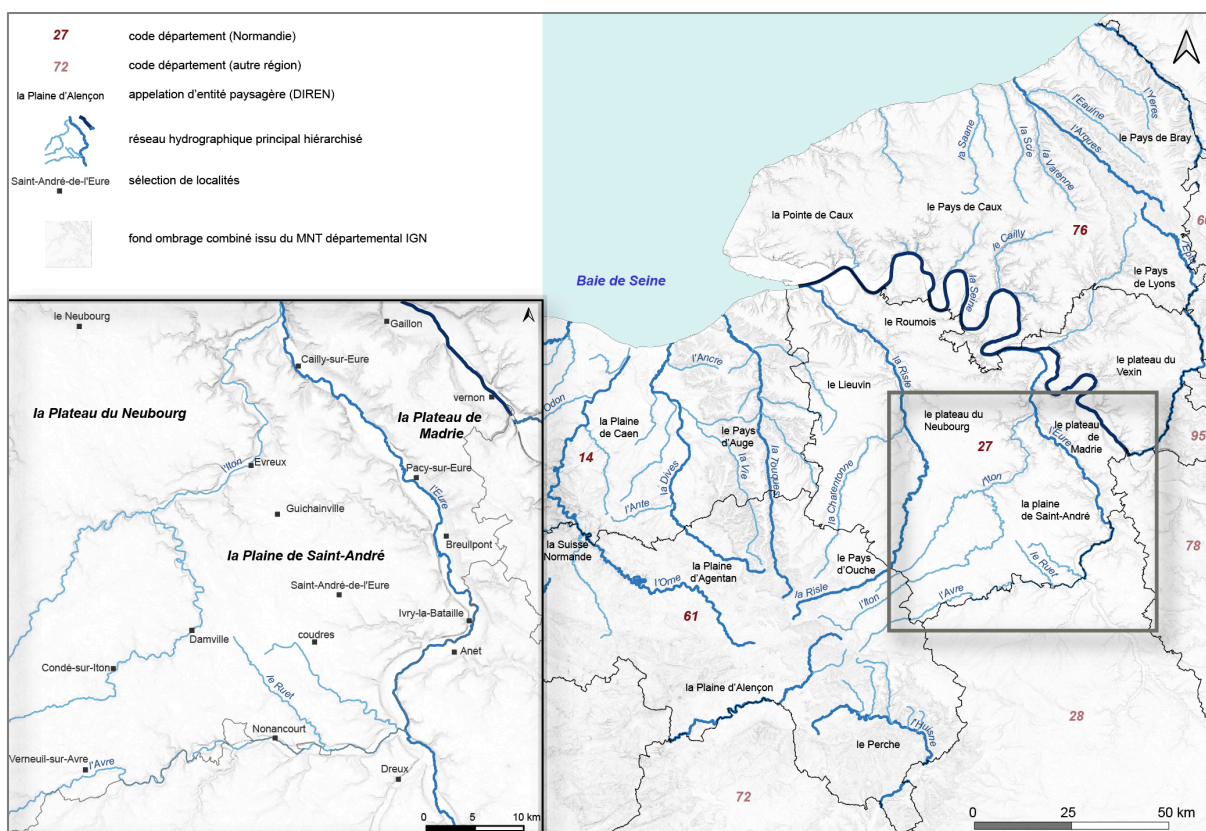 27
code département (Normandie)
72
code département (autre région)
la Plaine d'Alençon
appelation d'entité paysagère (DIREN)
réseau hydrographique principal hiérarchisé
Saint-André-de-l'Eure
sélection de localités
fond ombrage combiné issu du MNT départemental IGN
le Neubourg
Gaillon
Cailly-sur-Eure
vernon
la Plateau du Neubourg
la Plateau de
Madrie
l'Iton
Evreux
Pacy-sur-Eure
l'Eure
Guichainville
Breuilpont
la Plaine de Saint-André
Saint-André-de-l'Eure
Ivry-la-Bataille
Damville
coudres
Anet
Condé-sur-Iton
le Ruet
Nonancourt
Verneuil-sur-Avre
l'Avre
Dreux
0 5 10 km
l'Yeres
l'Eaulne
l'Arques
le Pays de Bray
la Saane
la Scie
la Varenne
la Pointe de Caux
le Pays de Caux
76
le Cailly
Baie de Seine
la Seine
l'Epte
le Pays
de Lyons
le Roumois
le plateau du
Vexin
l'Ancre
la Risle
le Lieuvin
Odon
la Plaine
de Caen
14
le Pays
d'Auge
la Vie
la Touques
la Dives
l'Ante
la Charentonne
le plateau du
Neubourg
27
le plateau
de
Madrie
l'Eure
95
l'Iton
la plaine
de Saint-André
78
la Suisse
Normande
le Pays
d'Ouche
le Ruet
la Plaine
d'Agentan
l'Orne
la Risle
l'Iton
l'Avre
61
la Plaine d'Alençon
28
l'Huisne
le Perche
72
0 25 50 km